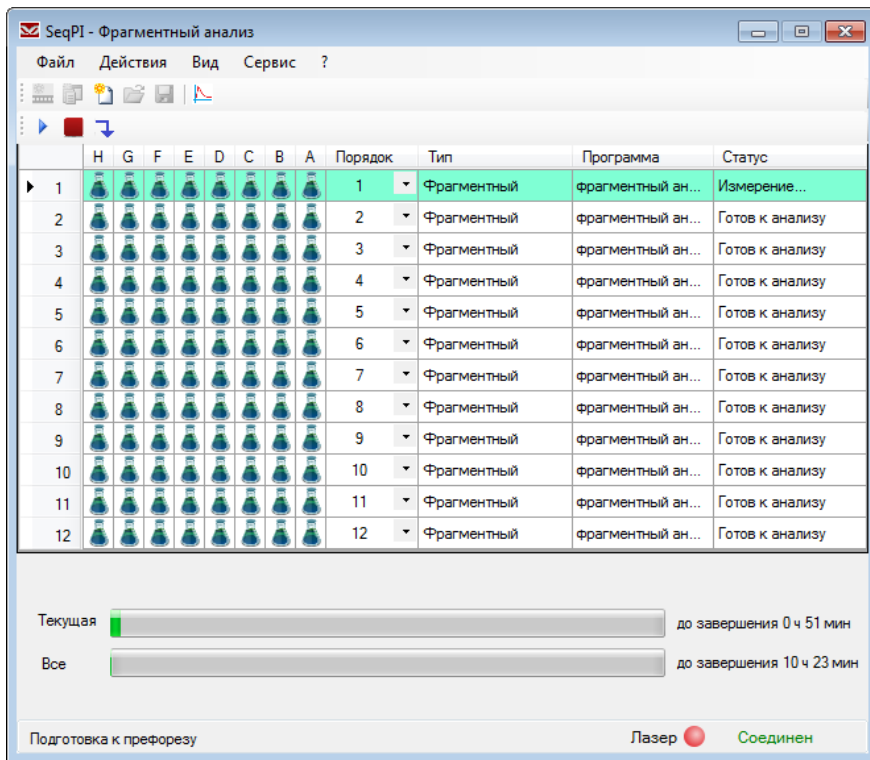 SeqPI - Фрагментный анализ
Файл Действия Вид Сервис ?
H G F E D C B A Порядок Тип Программа Статус
1 1 Фрагментный фрагментный ан... Измерение...
2 2 Фрагментный фрагментный ан... Готов к анализу
3 3 Фрагментный фрагментный ан... Готов к анализу
4 4 Фрагментный фрагментный ан... Готов к анализу
5 5 Фрагментный фрагментный ан... Готов к анализу
6 6 Фрагментный фрагментный ан... Готов к анализу
7 7 Фрагментный фрагментный ан... Готов к анализу
8 8 Фрагментный фрагментный ан... Готов к анализу
9 9 Фрагментный фрагментный ан... Готов к анализу
10 10 Фрагментный фрагментный ан... Готов к анализу
11 11 Фрагментный фрагментный ан... Готов к анализу
12 12 Фрагментный фрагментный ан... Готов к анализу
Текущая до завершения 0 ч 51 мин
Все до завершения 10 ч 23 мин
Подготовка к префорезу Лазер Соединен